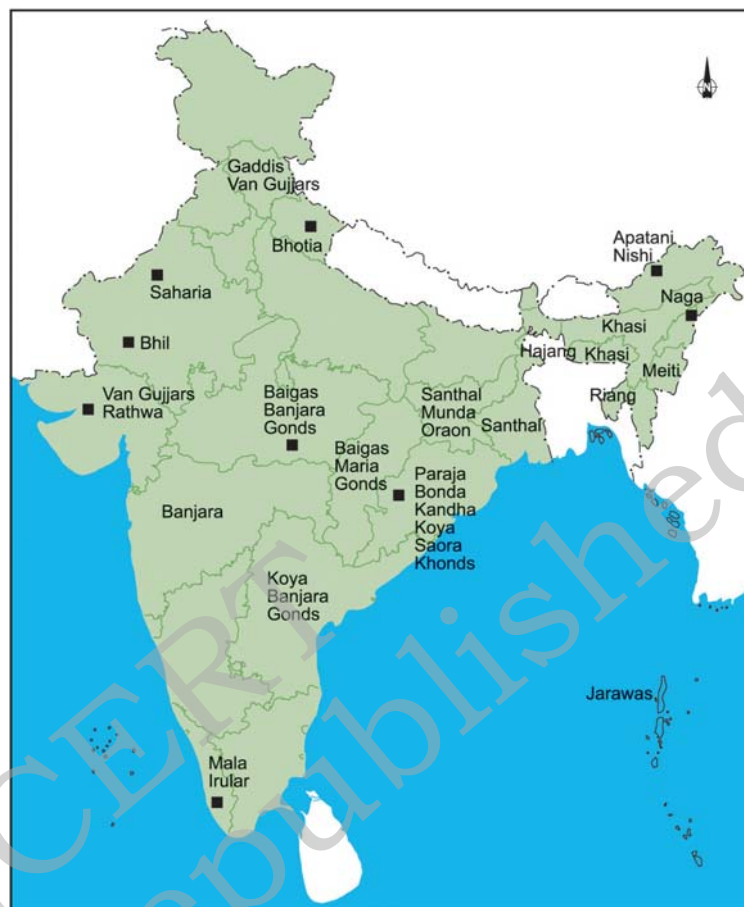 N
Gaddis
Van Gujjars
Bhotia
Apatani
Nishi
Saharia
Naga
Khasi
Bhil
Hajang
Khasi
Meiti
Van Gujjars
Rathwa
Baigas
Banjara
Gonds
Santhal
Munda
Oraon
Riang
Santhal
Baigas
Maria
Gonds
Paraja
Bonda
Kandha
Koya
Saora
Khonds
Banjara
Koya
Banjara
Gonds
Jarawas
Mala
Irular
CERT
republished